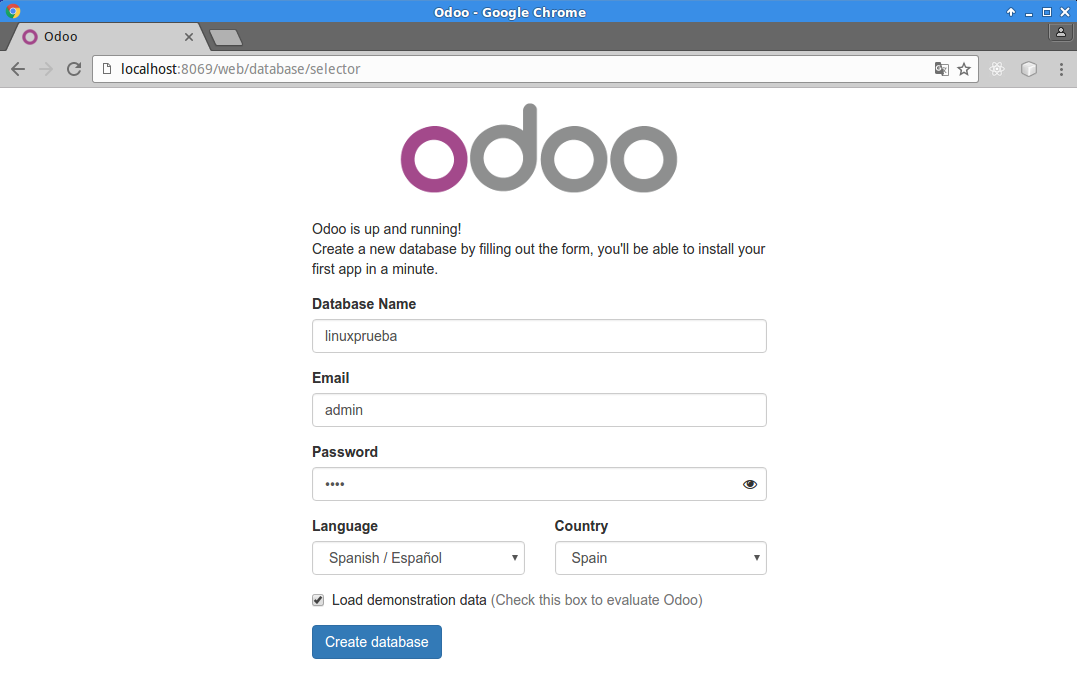 Odoo - Google Chrome
Odoo
localhost:8069/web/database/selector
odoo
Odoo is up and running!
Create a new database by filling out the form, you'll be able to install your
first app in a minute.
Database Name
linuxprueba
Email
admin
Password
••••
Language
Country
Spanish / Español
Spain
Load demonstration data (Check this box to evaluate Odoo)
Create database